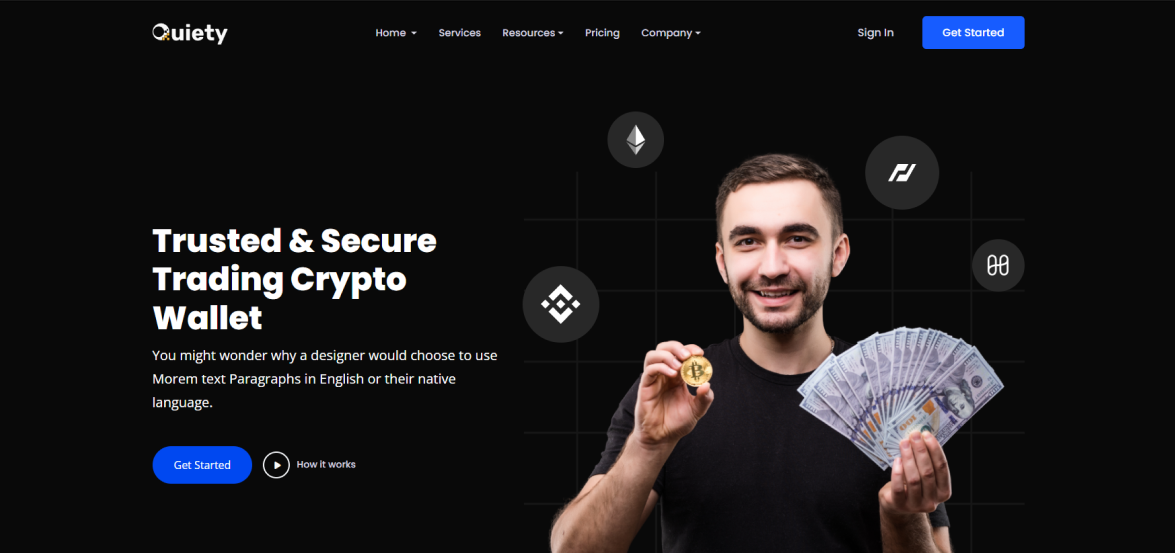 Quiety
Home
Services
Resources
Pricing
Company
Sign In
Get Started
Trusted & Secure
Trading Crypto
Wallet
You might wonder why a designer would choose to use
Morem text Paragraphs in English or their native
language.
Get Started
How it works
100